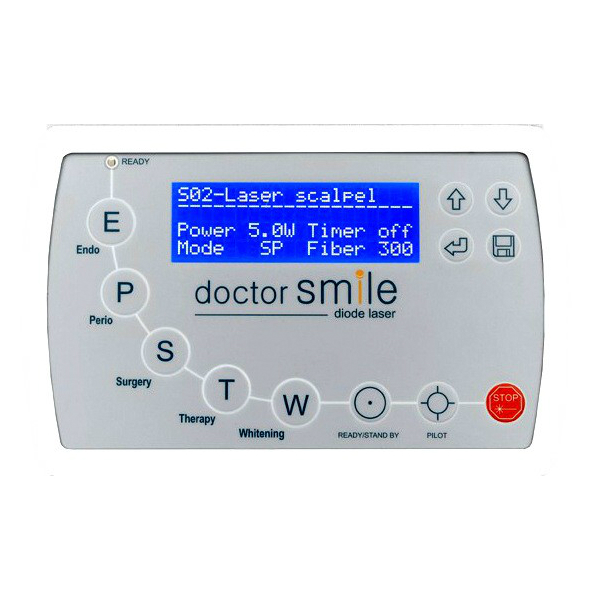 READY
S02-Laser scalpel
Power 5.0W Timer off
Mode SP Fiber 300
E
Endo
doctor smile
diode laser
P
Perio
S
Surgery
T
Therapy
W
Whitening
READY/STAND BY
PILOT
STOP